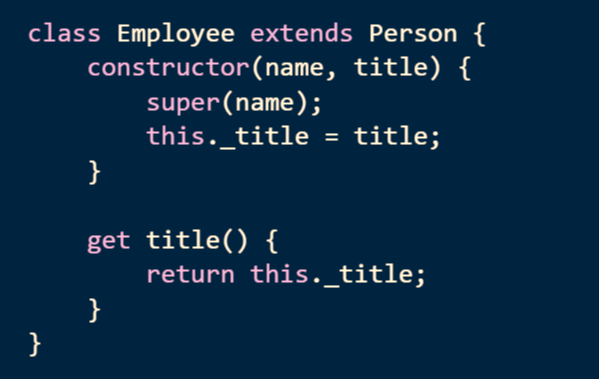 class Employee extends Person {
    constructor(name, title) {
        super(name);
        this._title = title;
    }

    get title() {
        return this._title;
    }
}